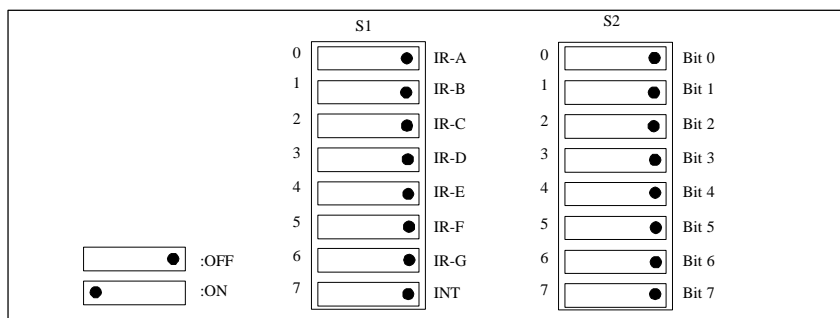 S1 S2
0 IR-A 0 Bit 0
1 IR-B 1 Bit 1
2 IR-C 2 Bit 2
3 IR-D 3 Bit 3
4 IR-E 4 Bit 4
5 IR-F 5 Bit 5
:OFF 6 IR-G 6 Bit 6
:ON 7 INT 7 Bit 7